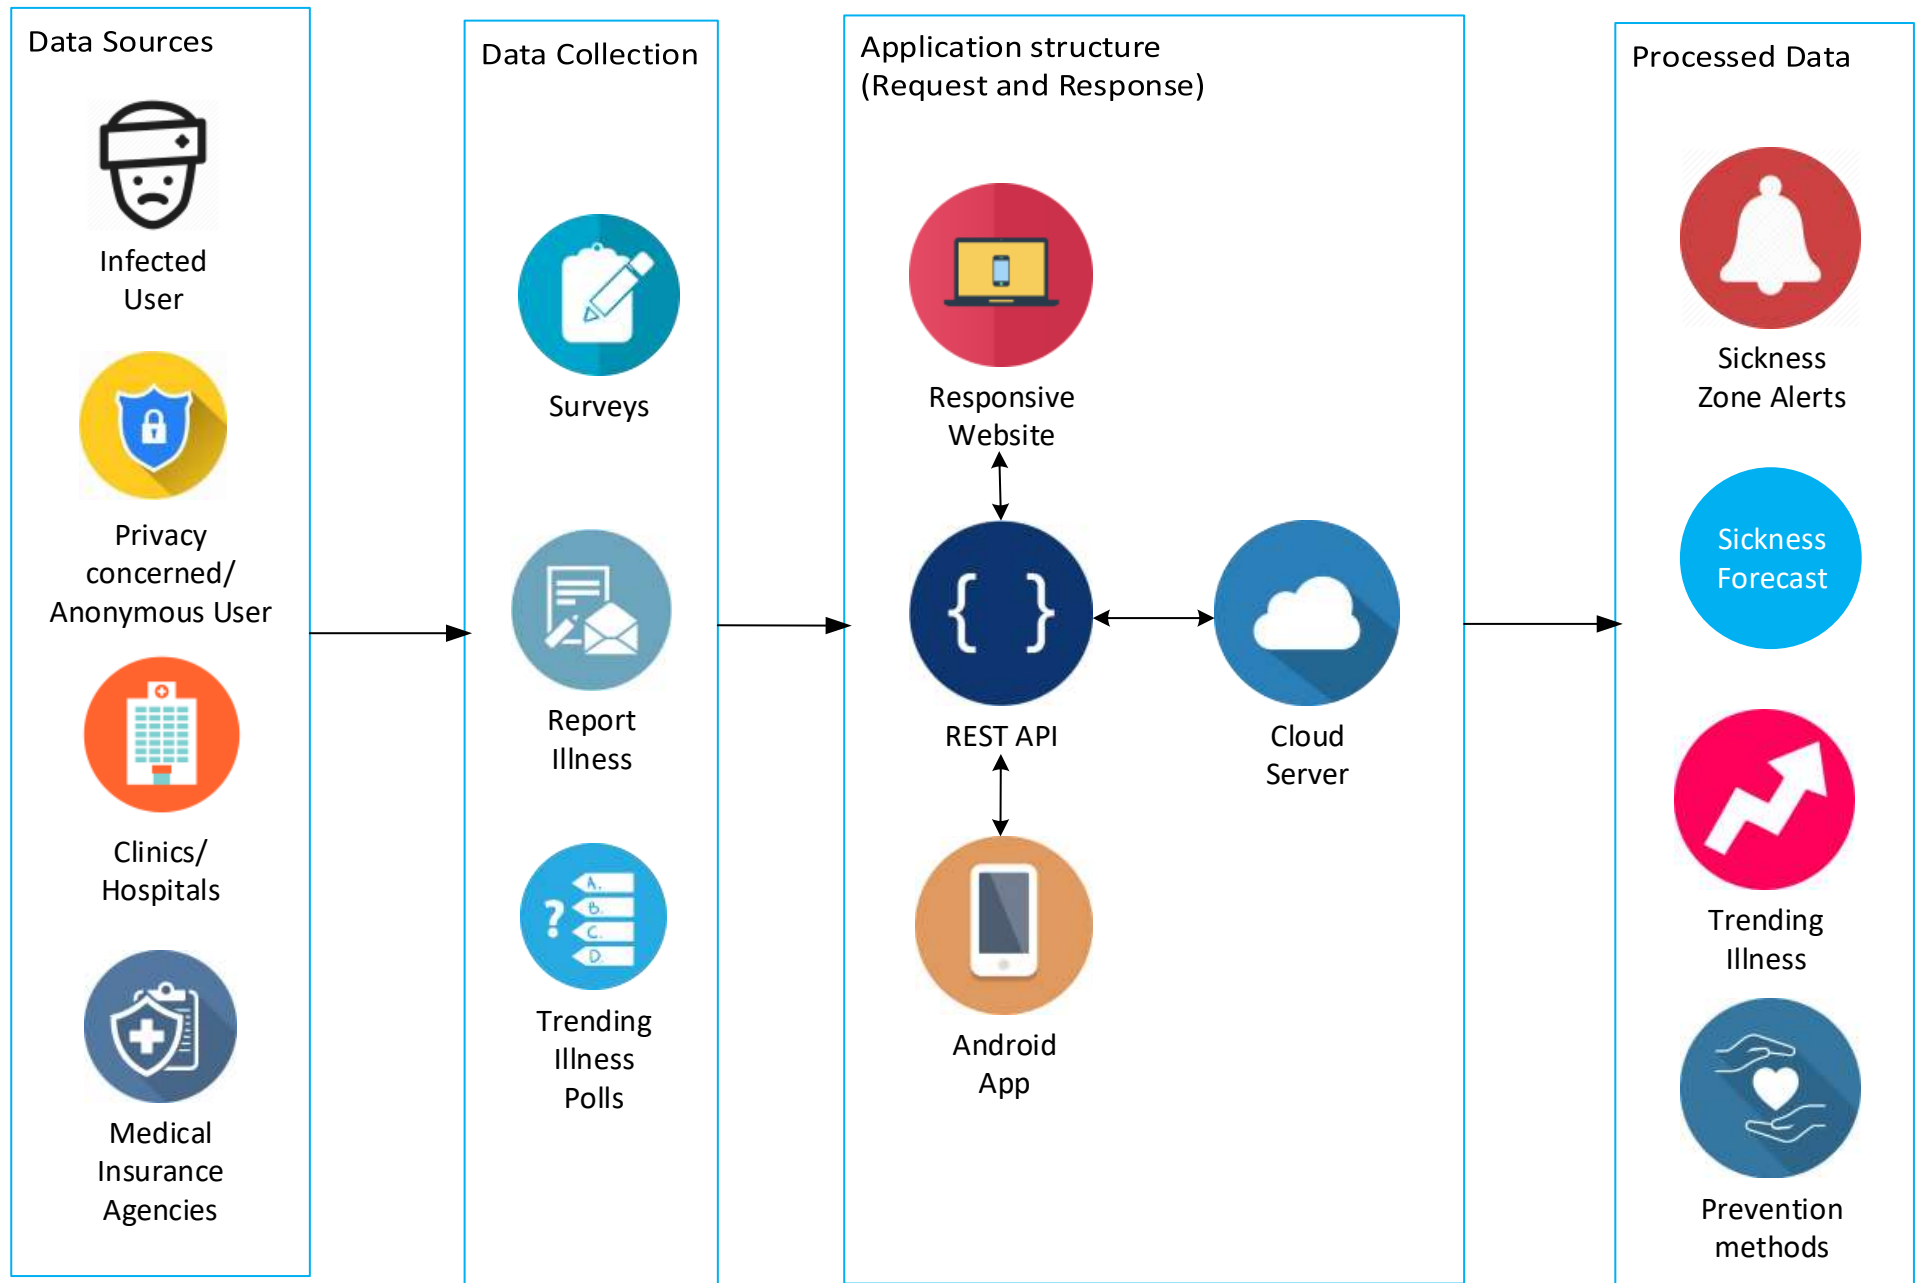 Data Sources
Infected
User
Privacy
concerned/
Anonymous User
Clinics/
Hospitals
Medical
Insurance
Agencies
Data Collection
Surveys
Report
Illness
?
A.
B.
C.
D.
Trending
Illness
Polls
Application structure
(Request and Response)
Responsive
Website
{ }
REST API
Cloud
Server
Android
App
Processed Data
Sickness
Zone Alerts
Sickness
Forecast
Trending
Illness
Prevention
methods